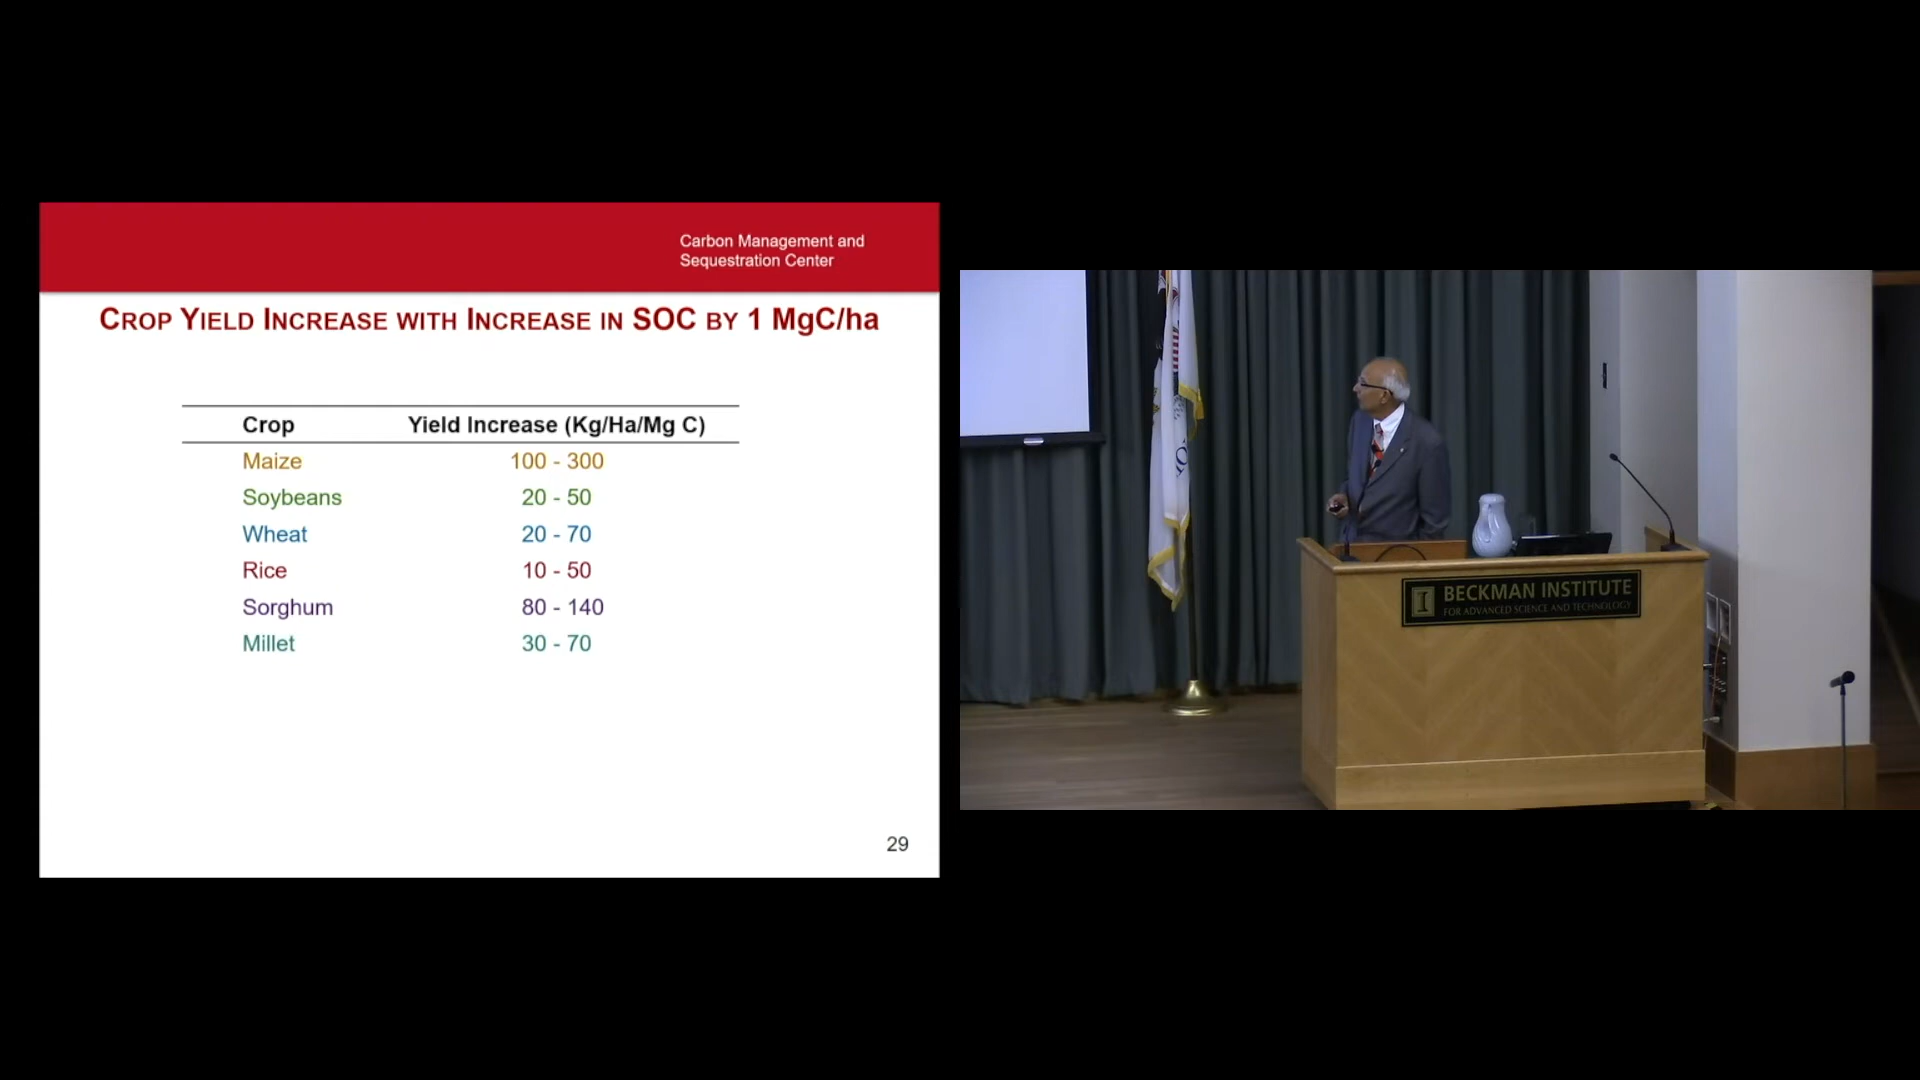 Carbon Management and
Sequestration Center
CROP YIELD INCREASE WITH INCREASE IN SOC BY 1 MgC/ha
Crop Yield Increase (Kg/Ha/Mg C)
Maize 100 - 300
Soybeans 20 - 50
Wheat 20 - 70
Rice 10 - 50
Sorghum 80 - 140
Millet 30 - 70
29
I BECKMAN INSTITUTE
FOR ADVANCED SCIENCE AND TECHNOLOGY